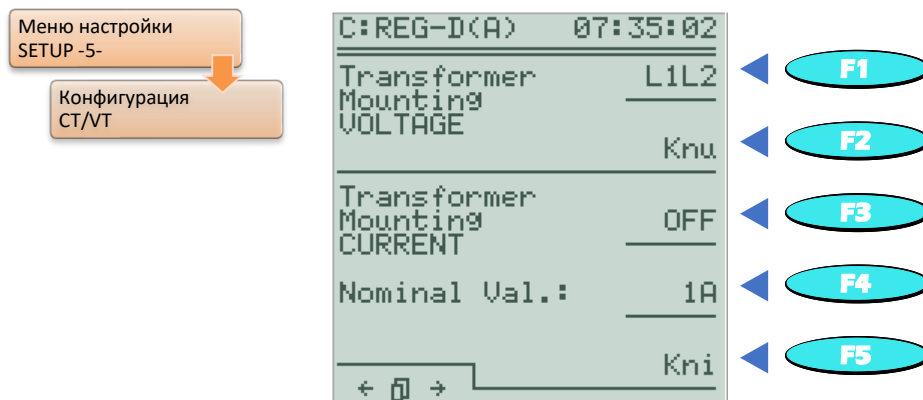 Меню настройки
SETUP -5-
Конфигурация
CT/VT
C:REG-D(A) 07:35:02
Transformer L1L2
Mounting
VOLTAGE
Knu
Transformer
Mounting OFF
CURRENT
Nominal Val.: 1A
Kni
← →
F1
F2
F3
F4
F5